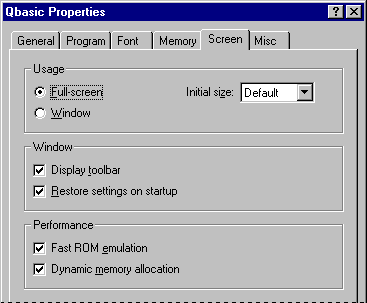 Qbasic Properties
General Program Font Memory Screen Misc
Usage
Full-screen Initial size: Default
Window
Window
Display toolbar
Restore settings on startup
Performance
Fast ROM emulation
Dynamic memory allocation